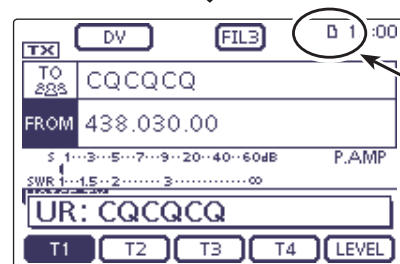 DV FIL3 1 :00
TX
TO CQCQCQ
FROM 438.030.00
S 1···3···5···7···9··20··40··60dB P.AMP
SWR 1···1.5··2······3············∞
UR: CQCQCQ
T1 T2 T3 T4 LEVEL